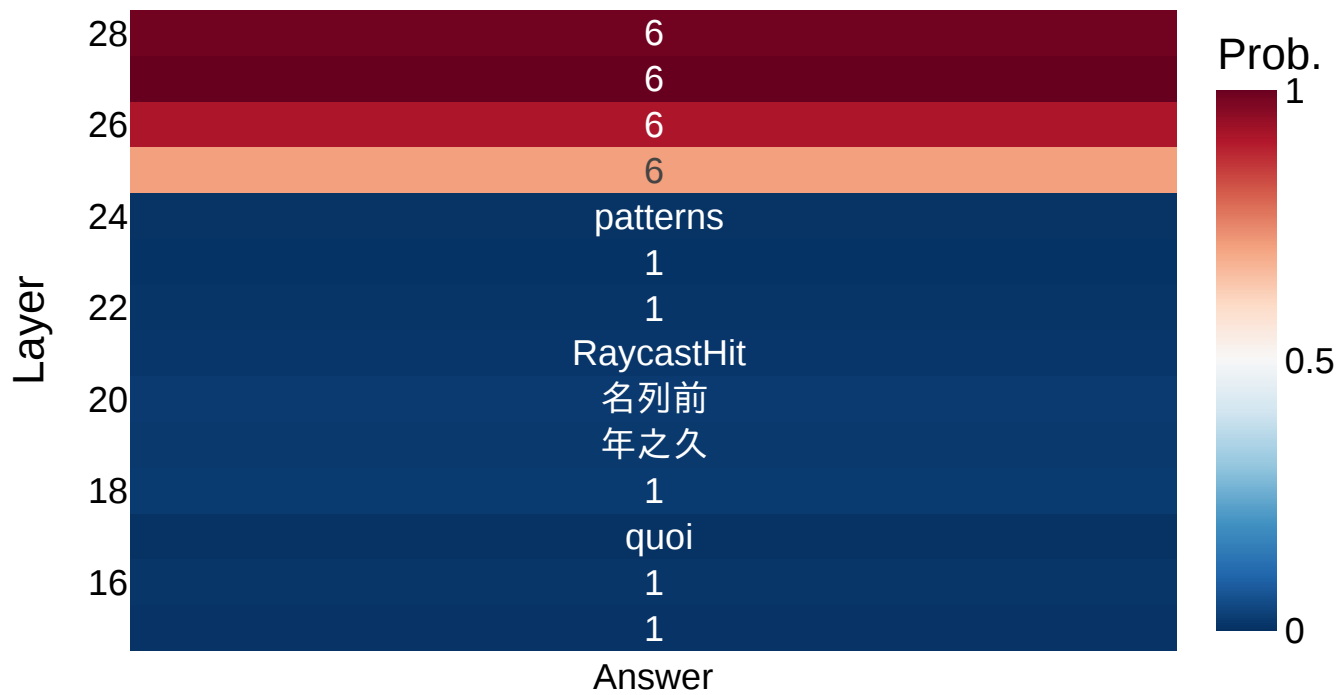 28 6
Prob.
6
1
26 6
6
24 patterns
1
22 1
Layer
RaycastHit
0.5
20 名列前
年之久
18 1
quoi
16 1
1
0
Answer